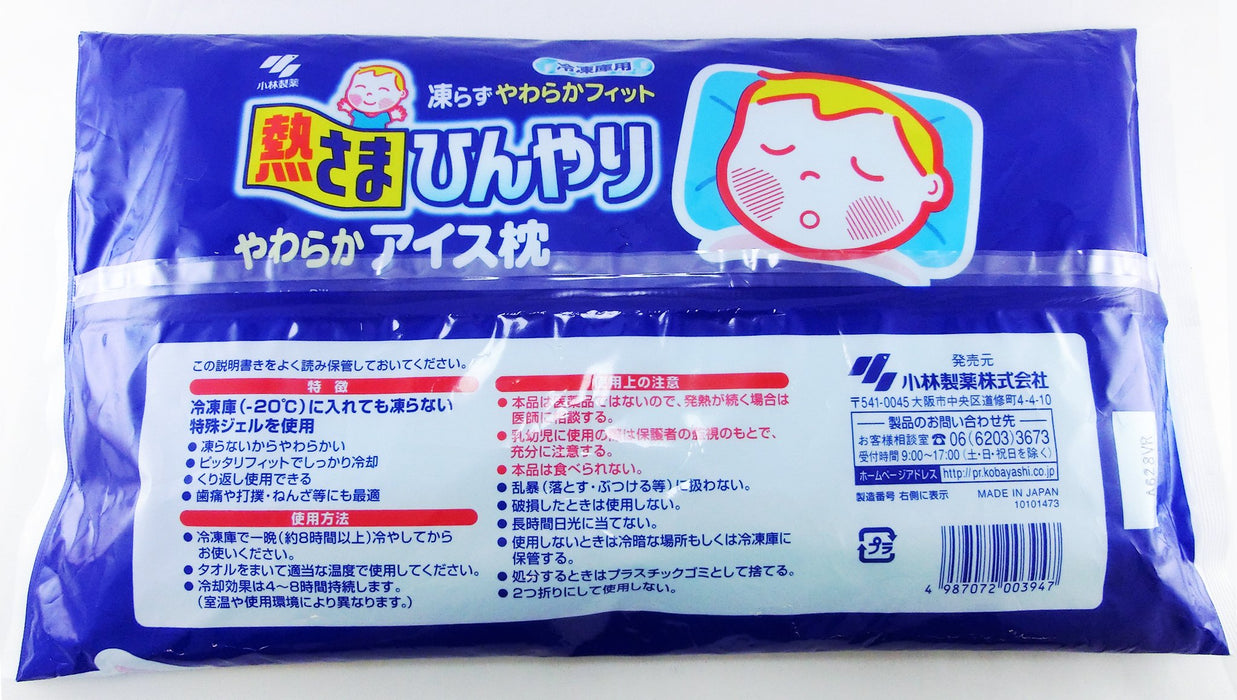 小林製薬
冷凍庫用
凍らずやわらかフィット
熱さまひんやり
やわらかアイス枕
この説明書きをよく読み保管しておいてください。
特徴
冷凍庫(-20℃)に入れても凍らない
特殊ジェルを使用
●凍らないからやわらかい
●ピッタリフィットでしっかり冷却
●くり返し使用できる
●歯痛や打撲・ねんざ等にも最適
使用方法
●冷凍庫で一晩(約8時間以上)冷やしてから
お使いください。
●タオルをまいて適当な温度で使用してください。
●冷却効果は4〜8時間持続します。
(室温や使用環境により異なります。)
使用上の注意
●本品は医薬品ではないので、発熱が続く場合は
医師に相談する。
●乳幼児に使用の際は保護者の監視のもとで、
充分に注意する。
●本品は食べられない。
●乱暴(落とす・ぶつける等)に扱わない。
●破損したときは使用しない。
●長時間日光に当てない。
●使用しないときは冷暗な場所もしくは冷凍庫に
保管する。
●処分するときはプラスチックゴミとして捨てる。
●2つ折りにして使用しない。
発売元
小林製薬株式会社
〒541-0045 大阪市中央区道修町4-4-10
製品のお問い合わせ先
お客様相談室☎06(6203)3673
受付時間 9:00〜17:00(土・日・祝日を除く)
ホームページアドレス http://pr.kobayashi.co.jp
製造番号 右側に表示 MADE IN JAPAN
10101473
プラ
4 987072 003947
A628VR